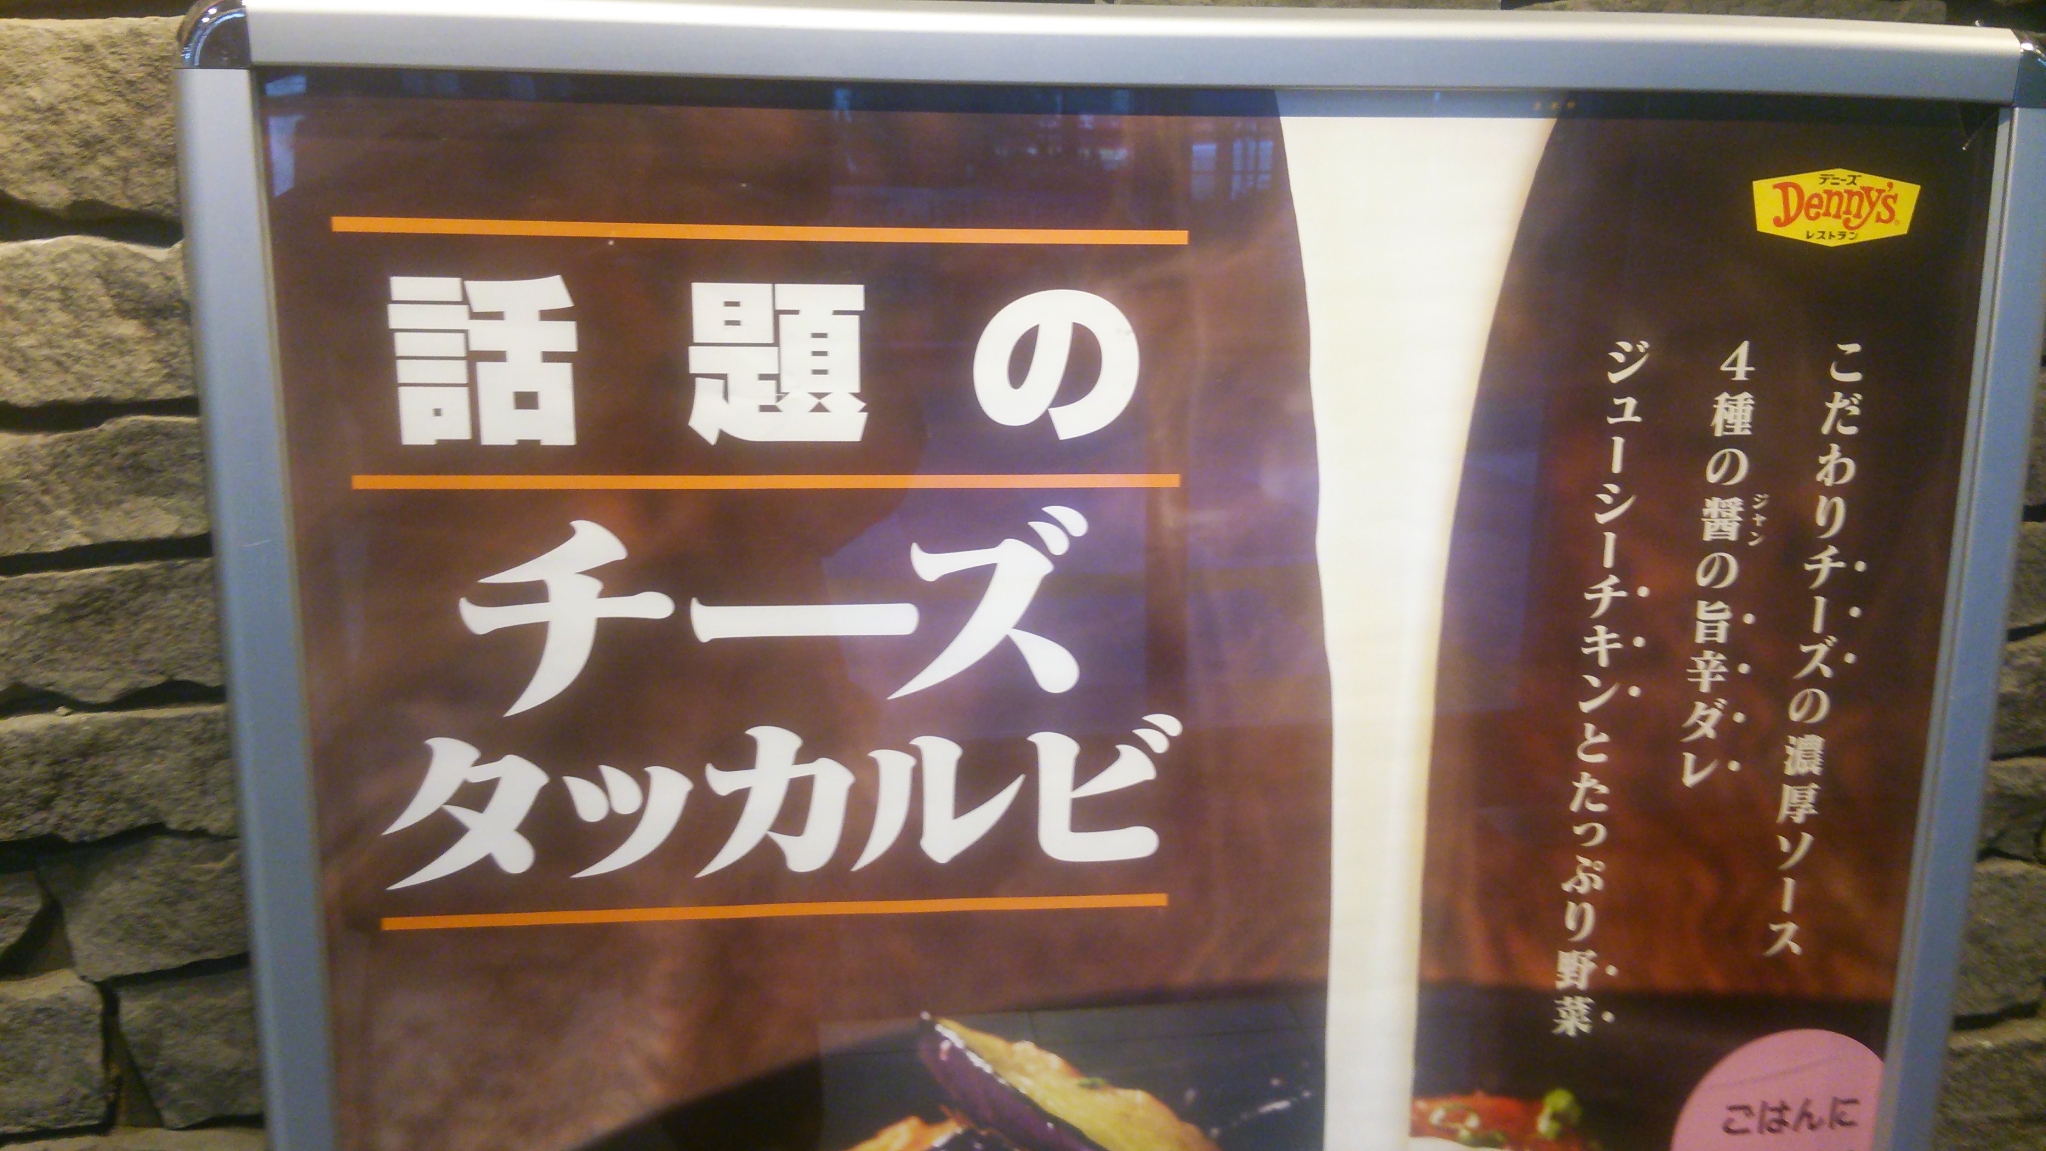 話題の
チーズ
タッカルビ
デニーズ
Denny's
レストラン
こだわりチーズの濃厚ソース
4種の醤の旨辛ダレ
ジャン
ジューシーチキンとたっぷり野菜
ごはんに